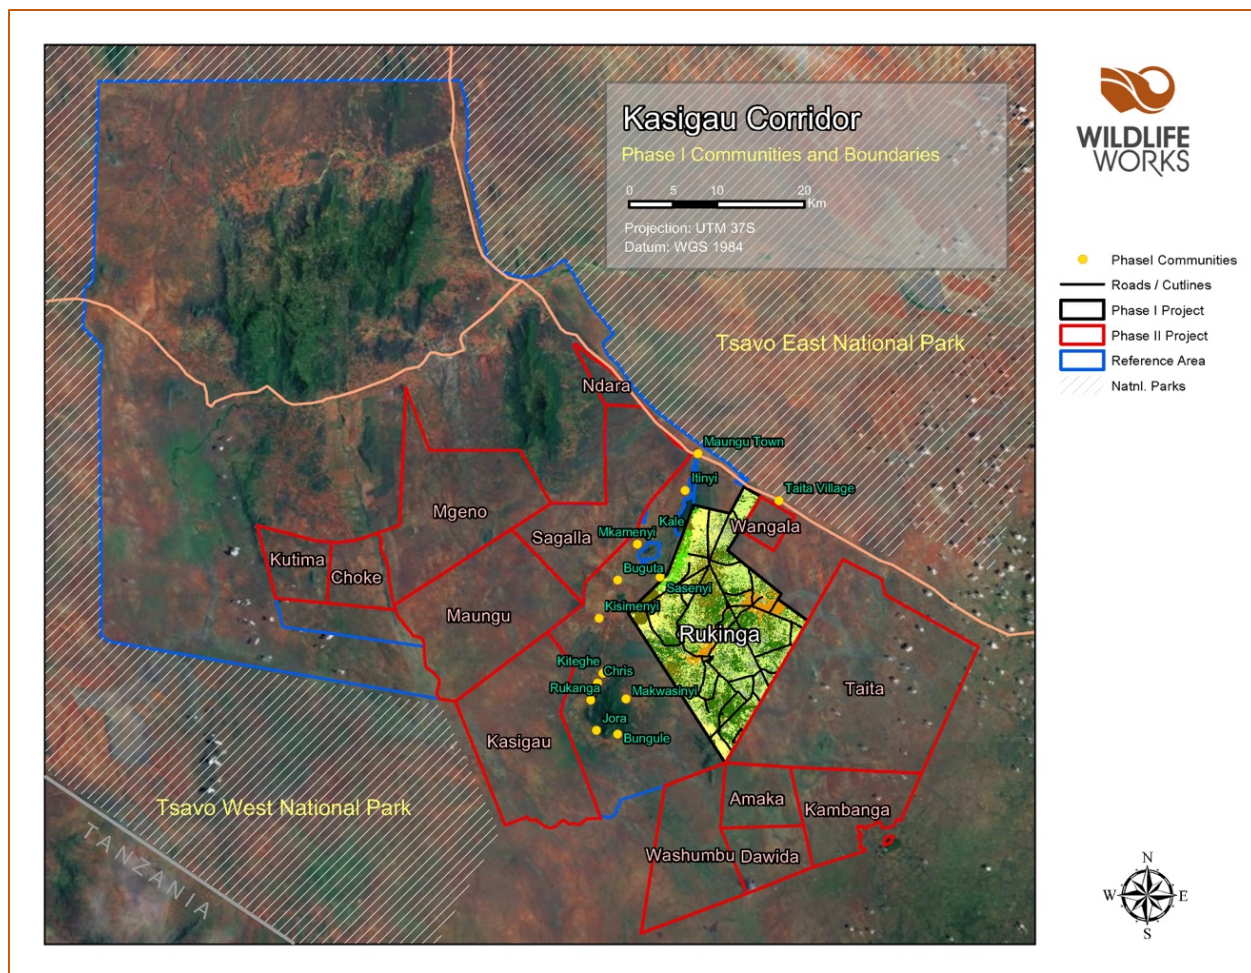 Kasigau Corridor
Phase I Communities and Boundaries
0 5 10 20
Km
Projection: UTM 37S
Datum: WGS 1984
WILDLIFE
WORKS
PhaseI Communities
Roads / Cutlines
Phase I Project
Phase II Project
Reference Area
Natnl. Parks
Tsavo East National Park
Ndara
Maungu Town
Itinyi
Taita Village
Mgeno
Kale
Wangala
Mkamenyi
Sagalla
Kutima
Choke
Buguta
Sasenyi
Maungu
Kisimenyi
Rukinga
Kiteghe
Chris
Rukanga
Makwasinyi
Taita
Jora
Bungule
Kasigau
Amaka
Kambanga
Tsavo West National Park
Washumbu
Dawida
TANZANIA
N
W
E
S